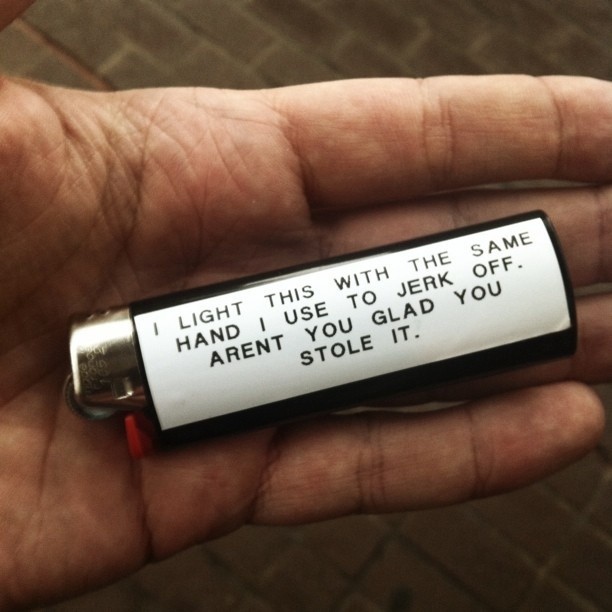 I LIGHT THIS WITH THE SAME
HAND I USE TO JERK OFF.
ARENT YOU GLAD YOU
STOLE IT.